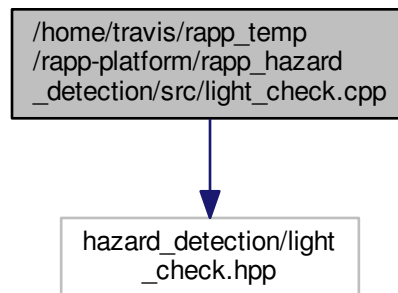 /home/travis/rapp_temp
/rapp-platform/rapp_hazard
_detection/src/light_check.cpp
hazard_detection/light
_check.hpp